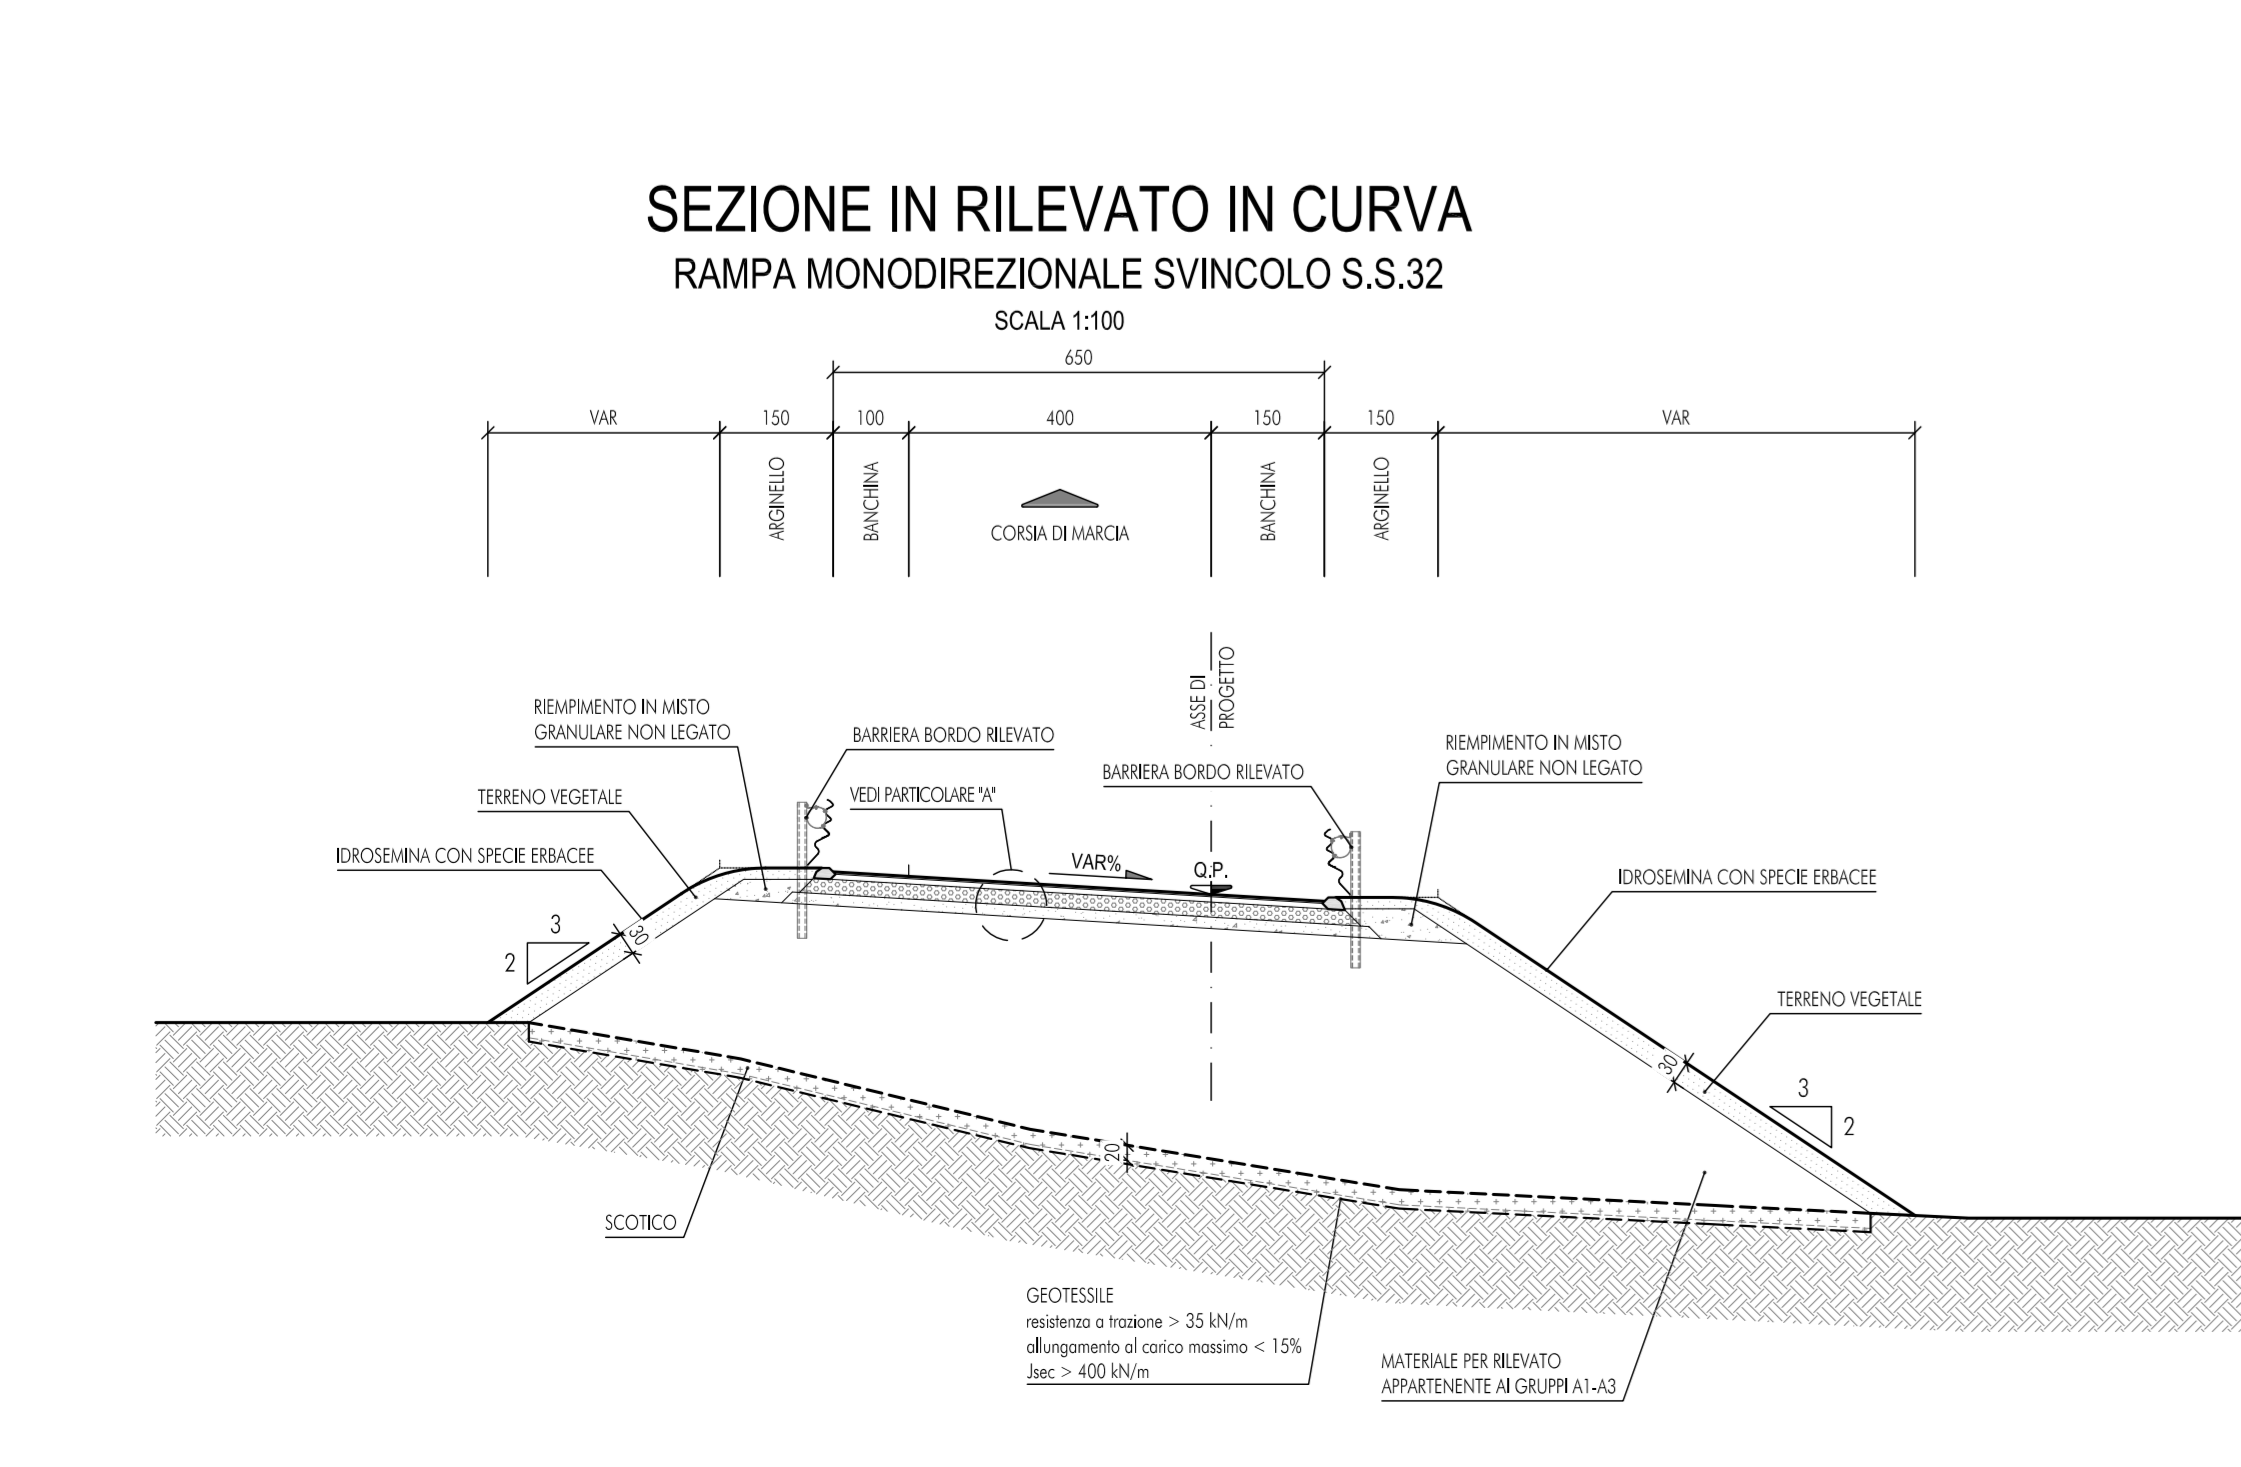 SEZIONE IN RILEVATO IN CURVA
RAMPA MONODIREZIONALE SVINCOLO S.S.32
SCALA 1:100
650
VAR 150 100 400 150 150 VAR
ARGINELLO
BANCHINA
CORSIA DI MARCIA
BANCHINA
ARGINELLO
ASSE DI
PROGETTO
RIEMPIMENTO IN MISTO
GRANULARE NON LEGATO
BARRIERA BORDO RILEVATO
RIEMPIMENTO IN MISTO
GRANULARE NON LEGATO
BARRIERA BORDO RILEVATO
TERRENO VEGETALE
VEDI PARTICOLARE "A"
IDROSEMINA CON SPECIE ERBACEE
VAR%
Q.P.
IDROSEMINA CON SPECIE ERBACEE
3
2
30
TERRENO VEGETALE
30
3
2
20
SCOTICO
GEOTESSILE
resistenza a trazione > 35 kN/m
allungamento al carico massimo < 15%
Jsec > 400 kN/m
MATERIALE PER RILEVATO
APPARTENENTE AI GRUPPI A1-A3